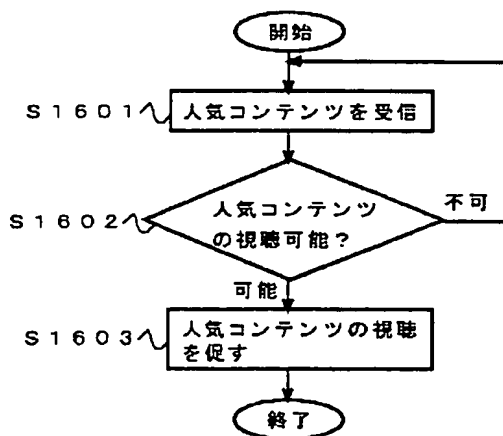 開始
S1601
人気コンテンツを受信
S1602
人気コンテンツ
の視聴可能？
不可
可能
S1603
人気コンテンツの視聴
を促す
終了